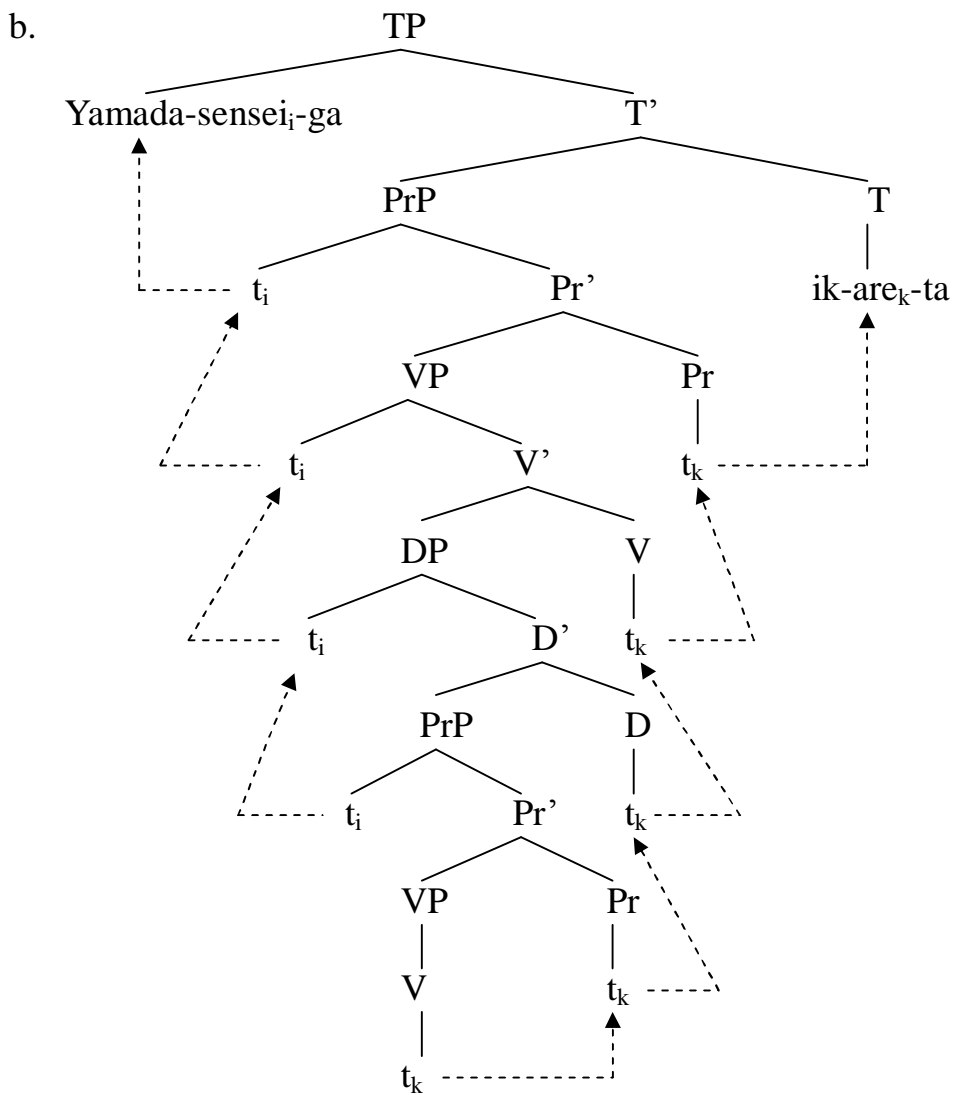 b. TP
Yamada-senseiᵢ-ga T’
PrP T
tᵢ Pr’ ik-areₖ-ta
VP Pr
tᵢ V’ tₖ
DP V
tᵢ D’ tₖ
PrP D
tᵢ Pr’ tₖ
VP Pr
V tₖ
tₖ